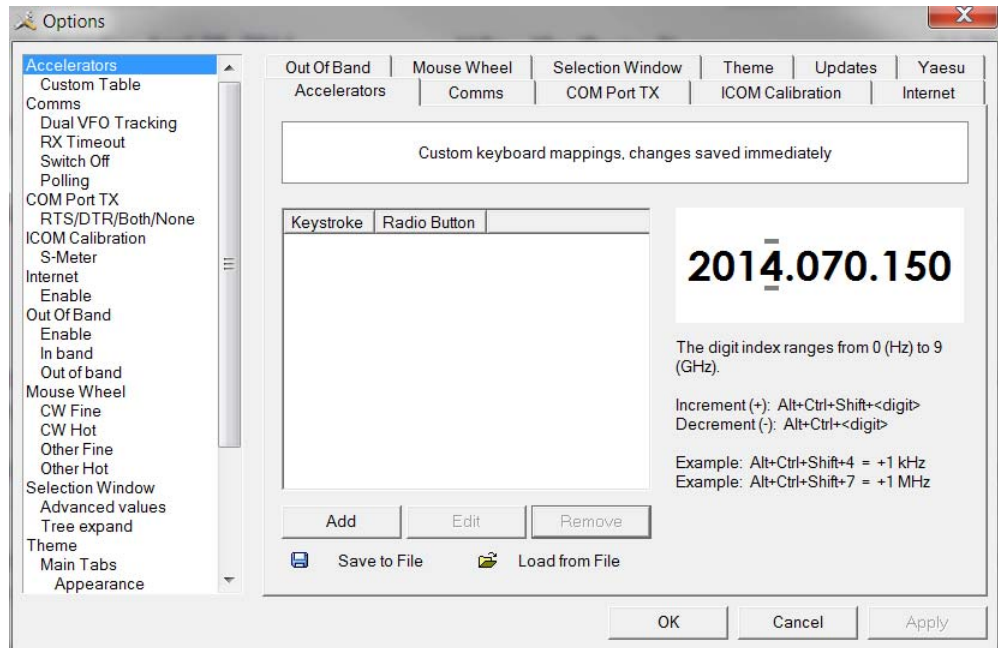 Options
Accelerators
Custom Table
Comms
Dual VFO Tracking
RX Timeout
Switch Off
Polling
COM Port TX
RTS/DTR/Both/None
ICOM Calibration
S-Meter
Internet
Enable
Out Of Band
Enable
In band
Out of band
Mouse Wheel
CW Fine
CW Hot
Other Fine
Other Hot
Selection Window
Advanced values
Tree expand
Theme
Main Tabs
Appearance
Out Of Band Mouse Wheel Selection Window Theme Updates Yaesu
Accelerators Comms COM Port TX ICOM Calibration Internet
Custom keyboard mappings, changes saved immediately
Keystroke Radio Button
Add Edit Remove
Save to File Load from File
2014.070.150
The digit index ranges from 0 (Hz) to 9
(GHz).
Increment (+): Alt+Ctrl+Shift+<digit>
Decrement (-): Alt+Ctrl+<digit>
Example: Alt+Ctrl+Shift+4 = +1 kHz
Example: Alt+Ctrl+Shift+7 = +1 MHz
OK Cancel Apply